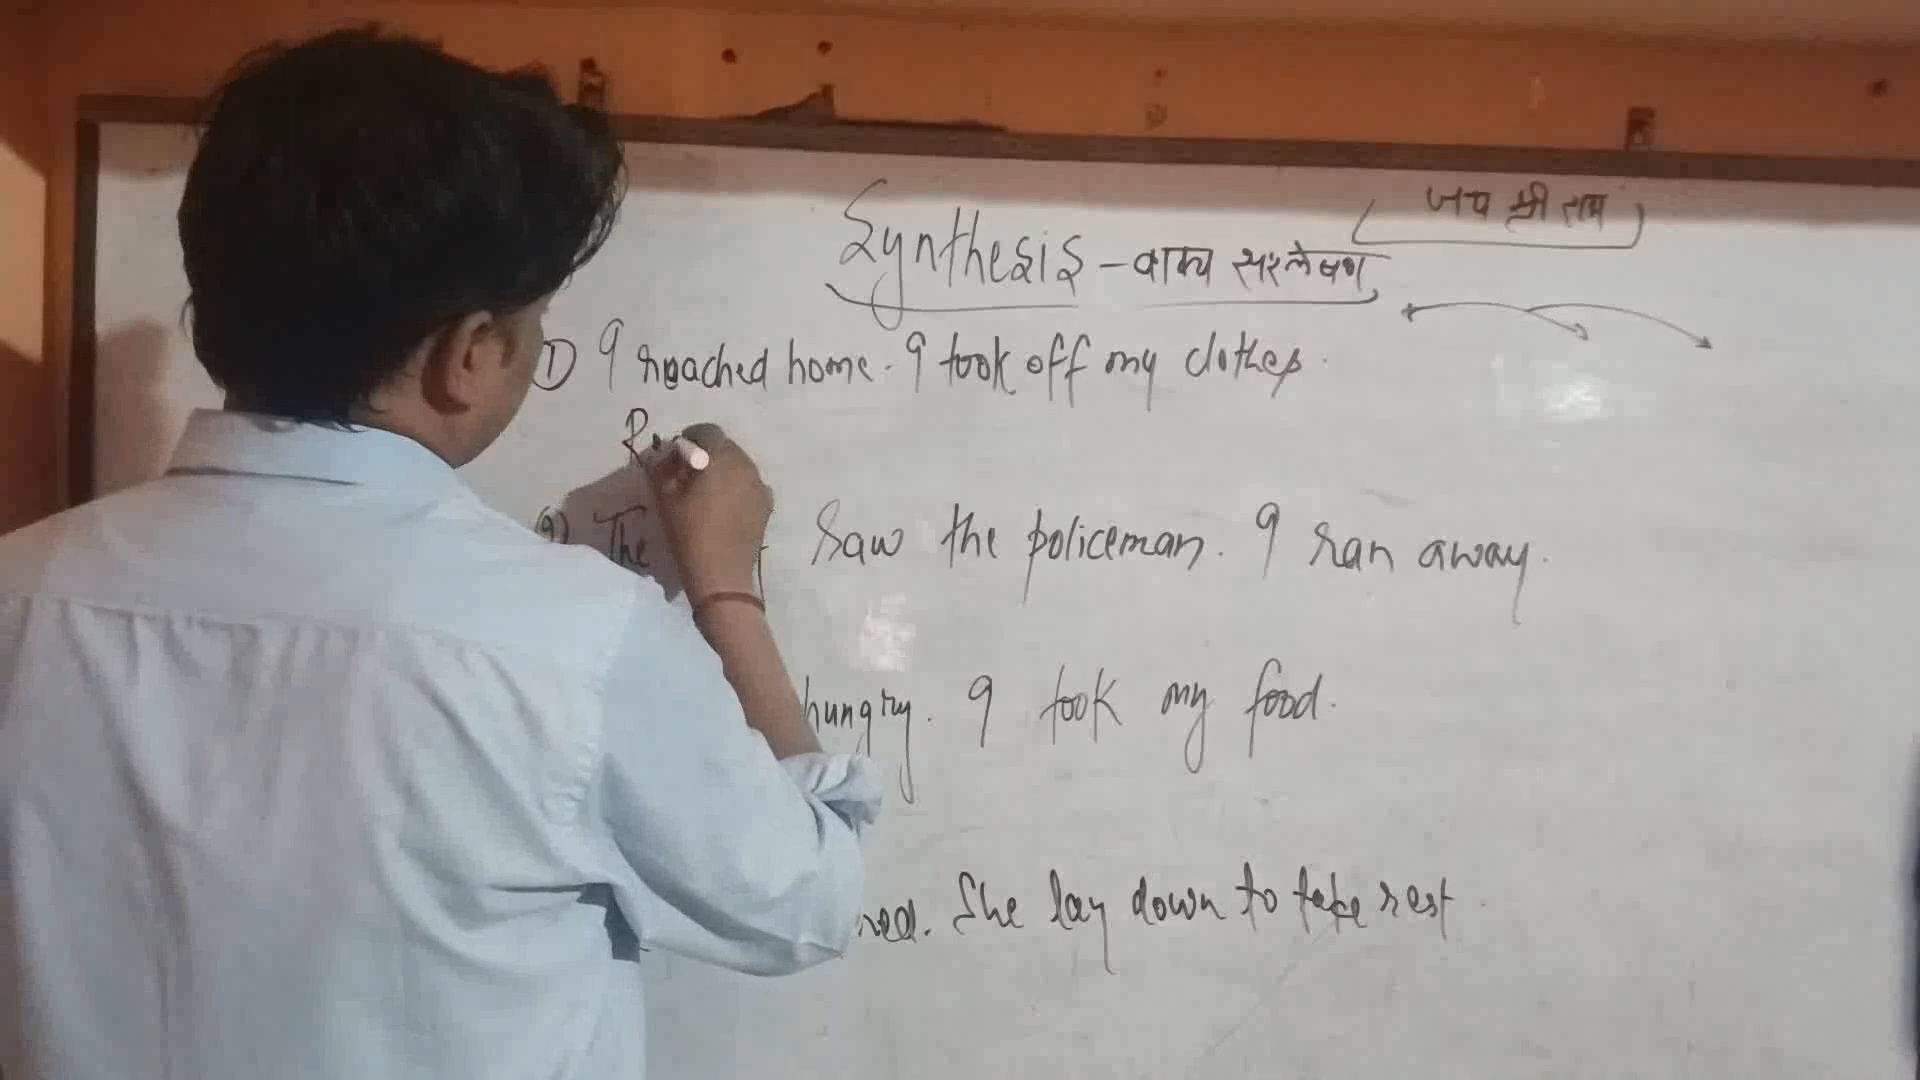 जय श्री राम
Synthesis - वाक्य संश्लेषण
① I reached home. I took off my clothes.
R
② The saw the policeman. I ran away.
hungry. I took my food.
She lay down to take rest